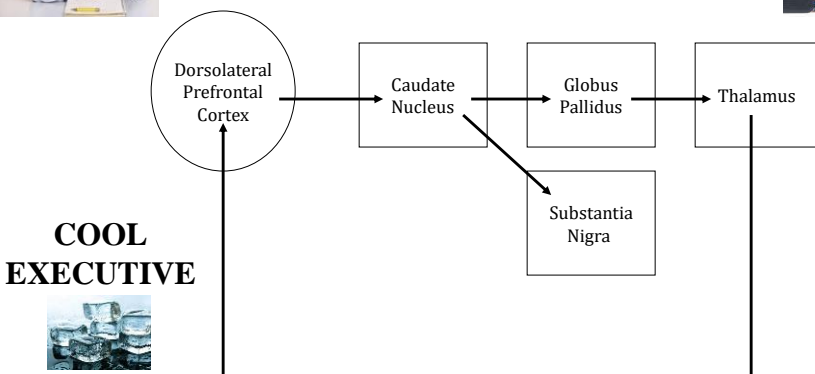 Dorsolateral
Prefrontal
Cortex
Caudate
Nucleus
Globus
Pallidus
Thalamus
Substantia
Nigra
COOL
EXECUTIVE